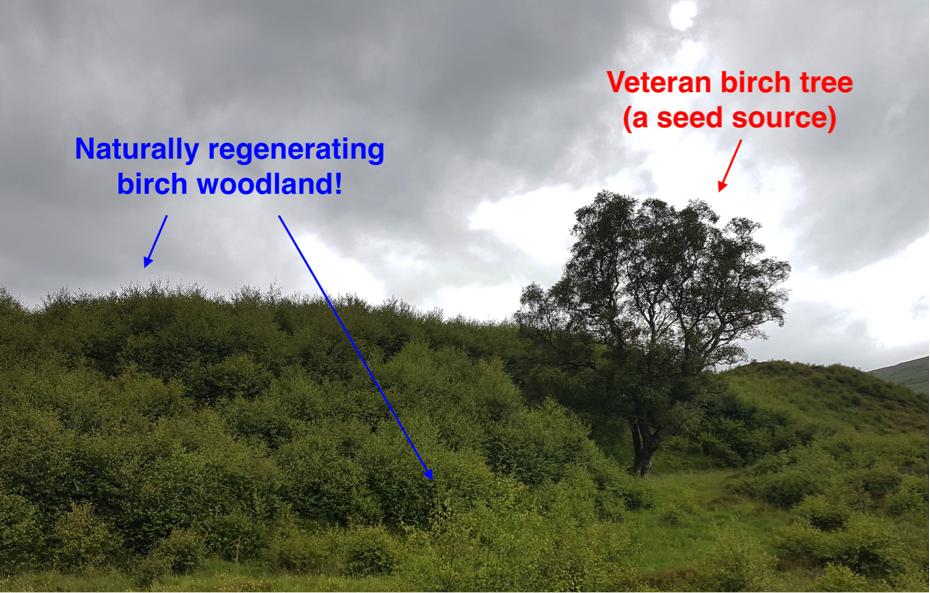 Veteran birch tree
(a seed source)
Naturally regenerating
birch woodland!